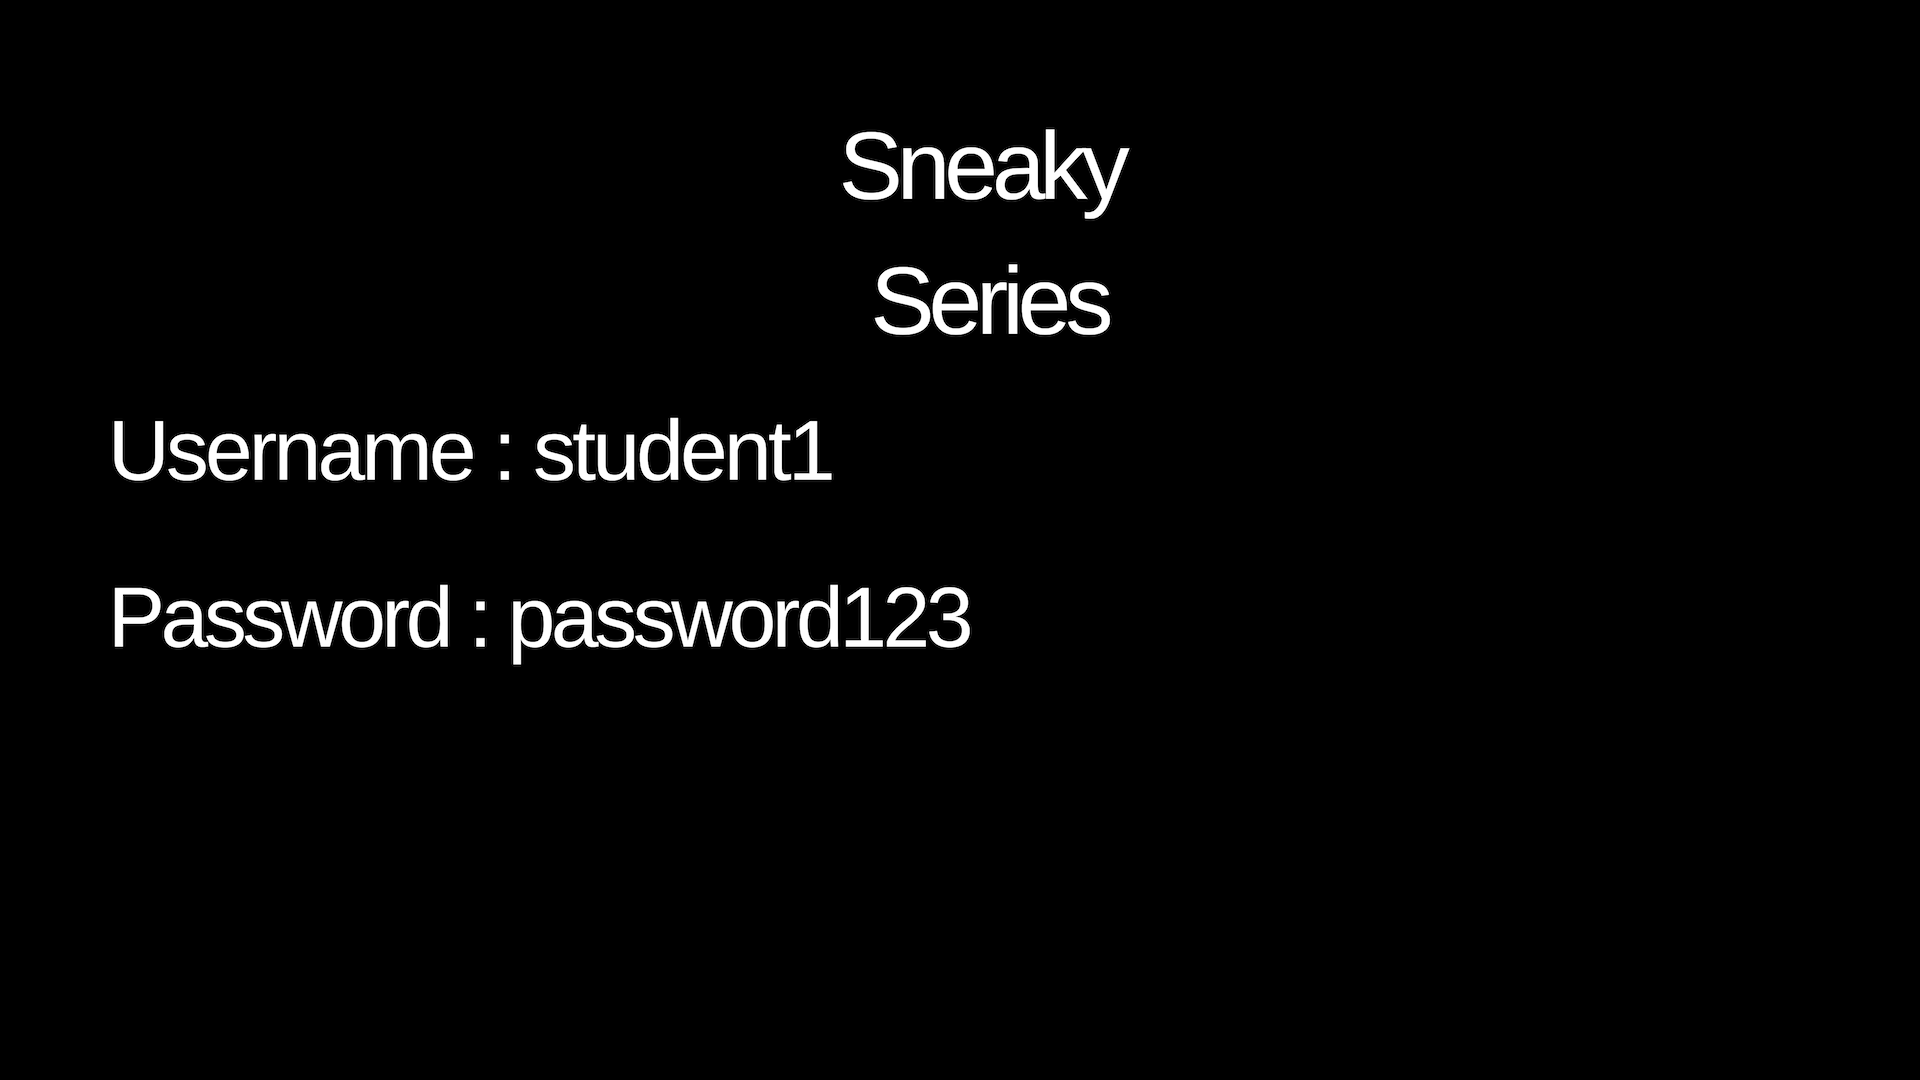 Sneaky
Series
Username : student1
Password : password123